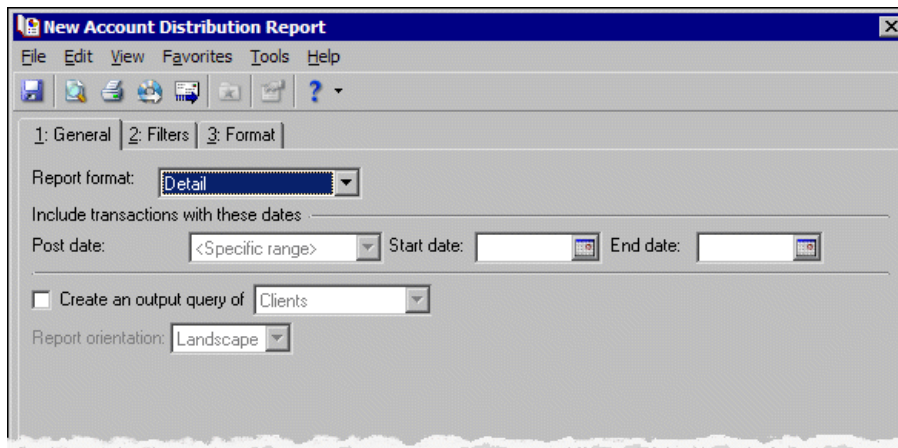 New Account Distribution Report
File Edit View Favorites Tools Help
?
1: General 2: Filters 3: Format
Report format: Detail
Include transactions with these dates
Post date: <Specific range> Start date: End date:
Create an output query of Clients
Report orientation: Landscape